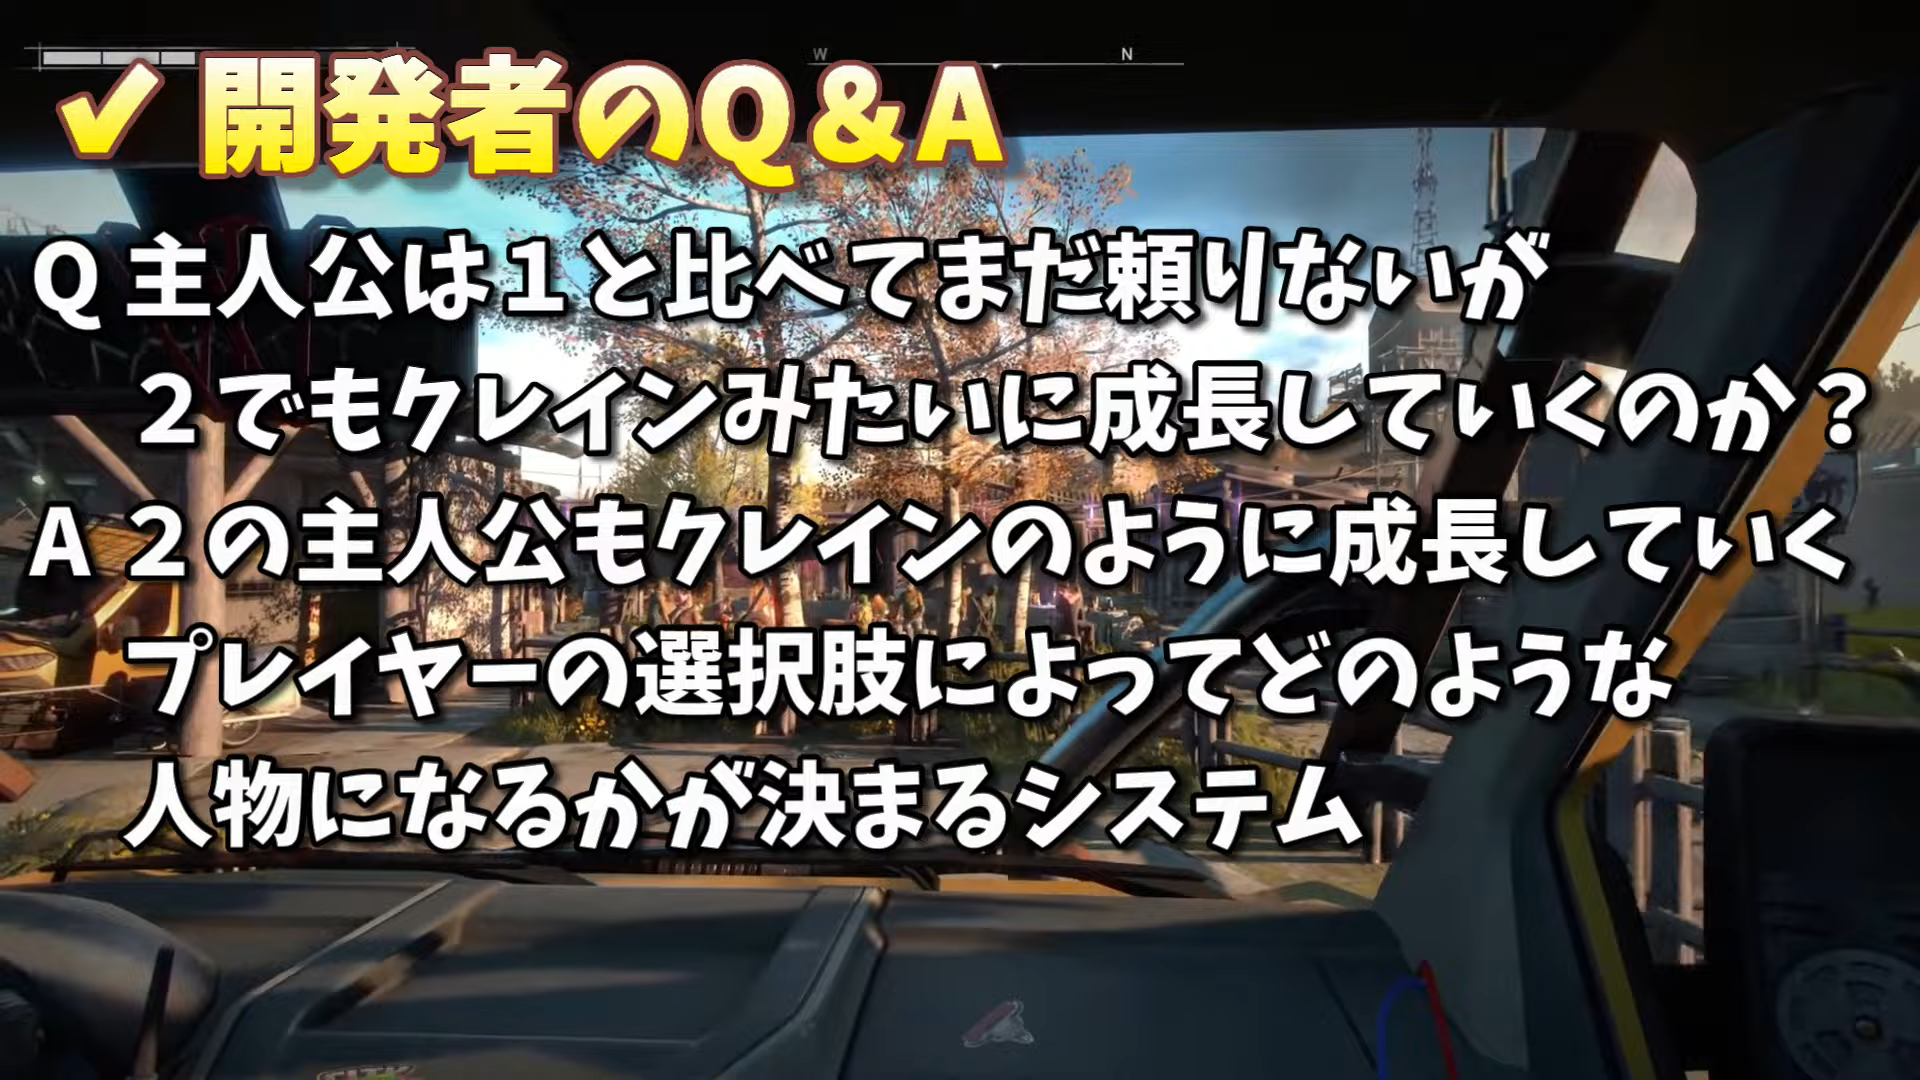 W N
✓ 開発者のQ&A
Q 主人公は1と比べてまだ頼りないが
2でもクレインみたいに成長していくのか？
A 2の主人公もクレインのように成長していく
プレイヤーの選択肢によってどのような
人物になるかが決まるシステム